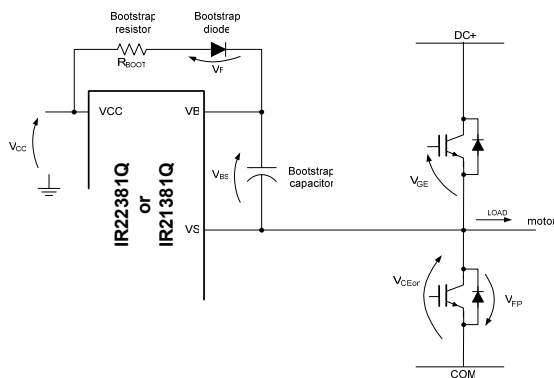 Bootstrap resistor
Bootstrap diode
DC+
RBOOT
VF
VCC
VB
VCC
IR22381Q
or
IR21381Q
VBS
Bootstrap capacitor
VGE
VS
LOAD
motor
VCEon
VFP
COM